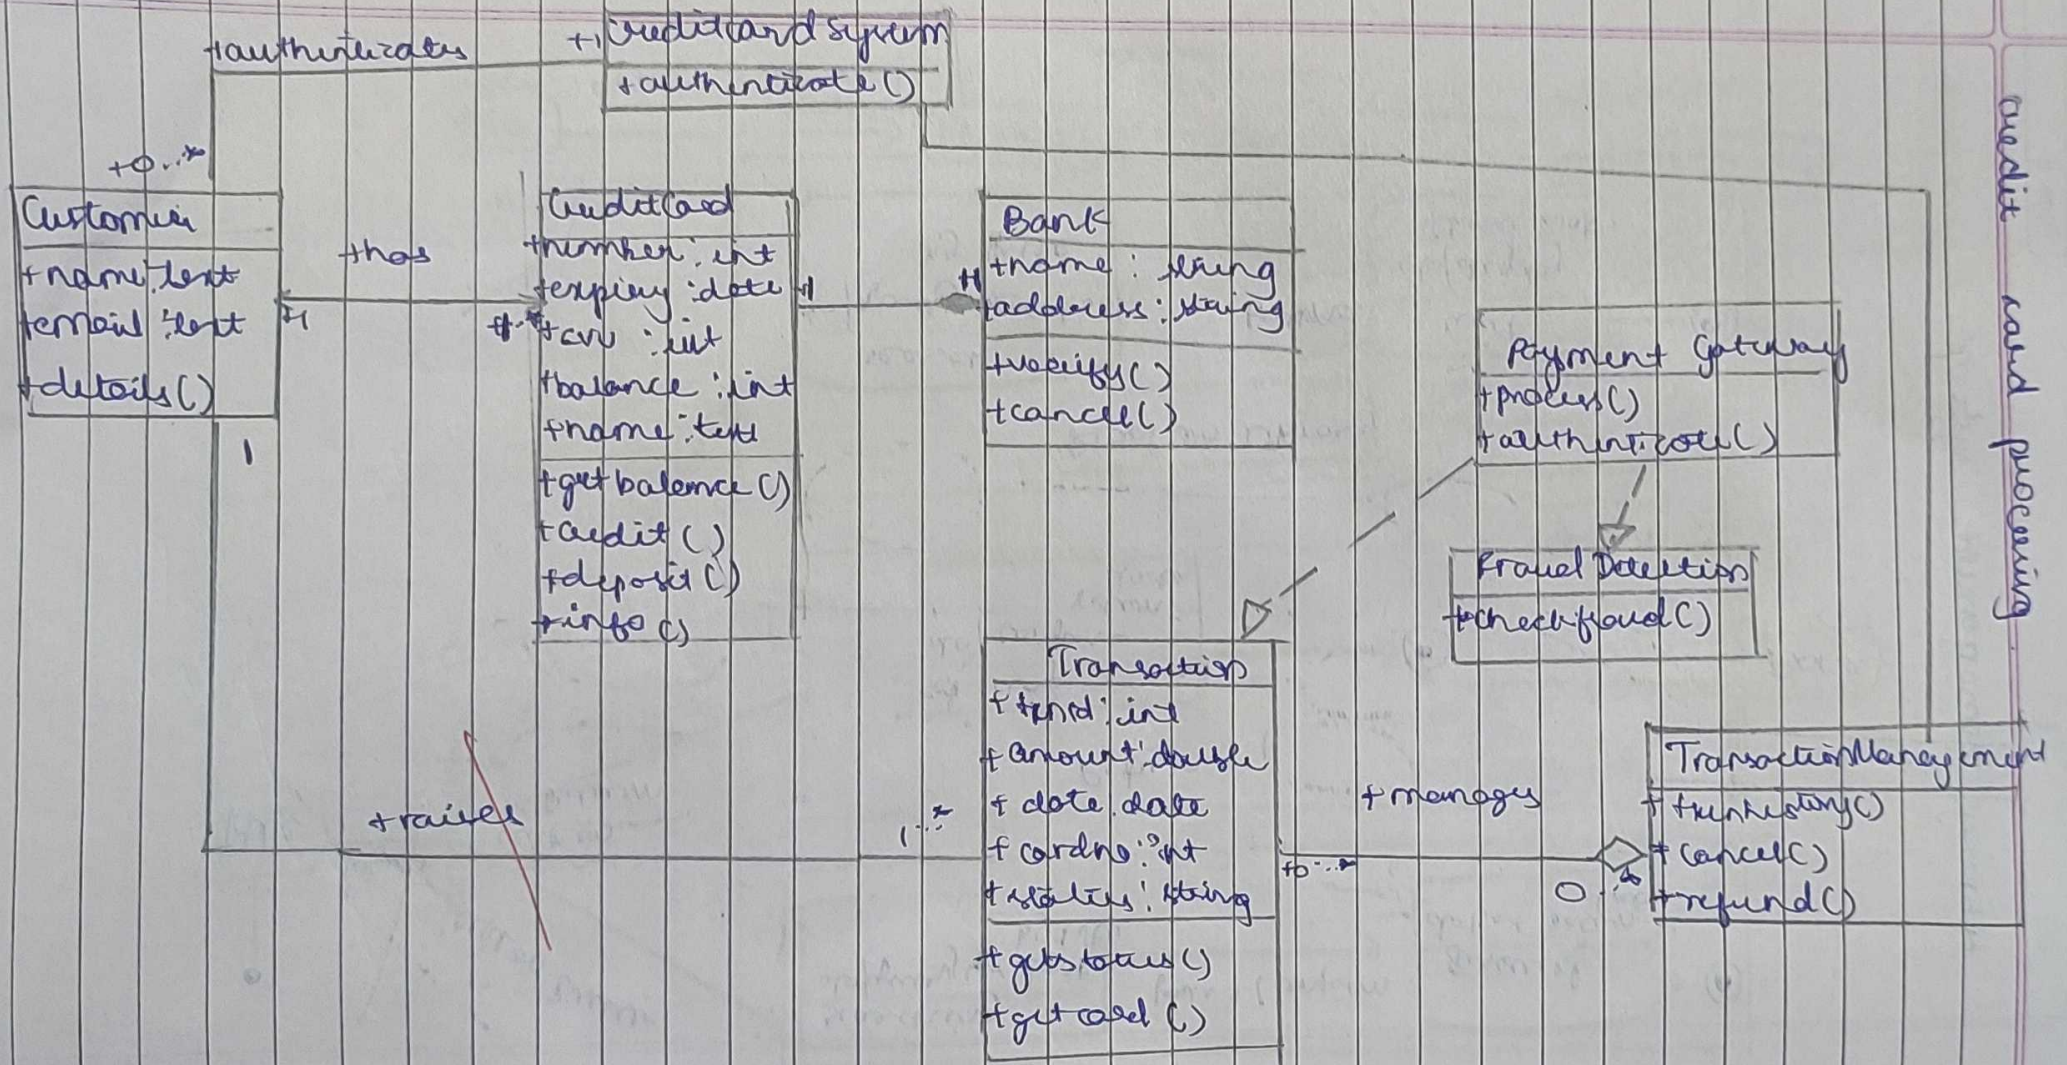 +authenticates
+1
CreditCard System
+authenticate()
+0..*
Customer
+name:text
+email:text
+details()
1
+has
+1
CreditCard
+number:int
+expiry:date
+cvv:int
+balance:int
+name:text
+getbalance()
+credit()
+deposit()
+info()
+1
+1
Bank
+name: string
+address: string
+verify()
+cancel()
Payment Gateway
+process()
+authenticate()
Fraud Detection
+checkfraud()
Transaction
+amount:double
+date:date
+cardno:int
+status:string
+getstatus()
+getcard()
+raises
1..*
+0..*
+manages
TransactionManagement
+cancel()
+refund()
credit card processing